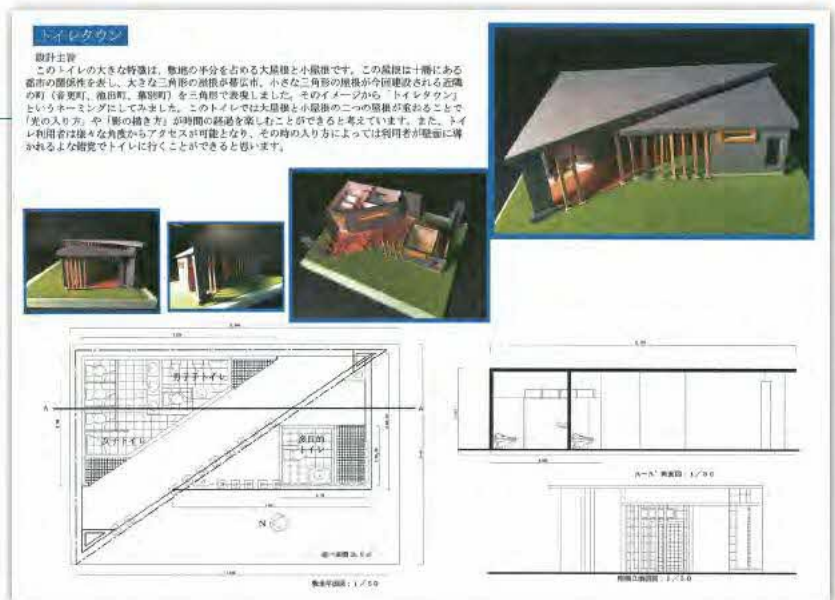 トイレタウン
設計主旨
このトイレの大きな特徴は、敷地の半分を占める大屋根と小屋根です。この屋根は十勝にある
都市の関係性を表し、大きな三角形の屋根が帯広市、小さな三角形の屋根が今回建設される近隣
の町（音更町、池田町、幕別町）を三角形で表現しました。そのイメージから「トイレタウン」
というネーミングにしてみました。このトイレでは大屋根と小屋根の二つの屋根が重なることで
「光の入り方」や「影の描き方」が時間の経過を楽しむことができると考えています。また、トイ
レ利用者は様々な角度からアクセスが可能となり、その時の入り方によっては利用者が壁面に導
かれるよな錯覚でトイレに行くことができると思います。
男子トイレ
女子トイレ
多目的
トイレ
A
A
N
敷地平面図：1／50
断面図：1／50
立面図：1／50